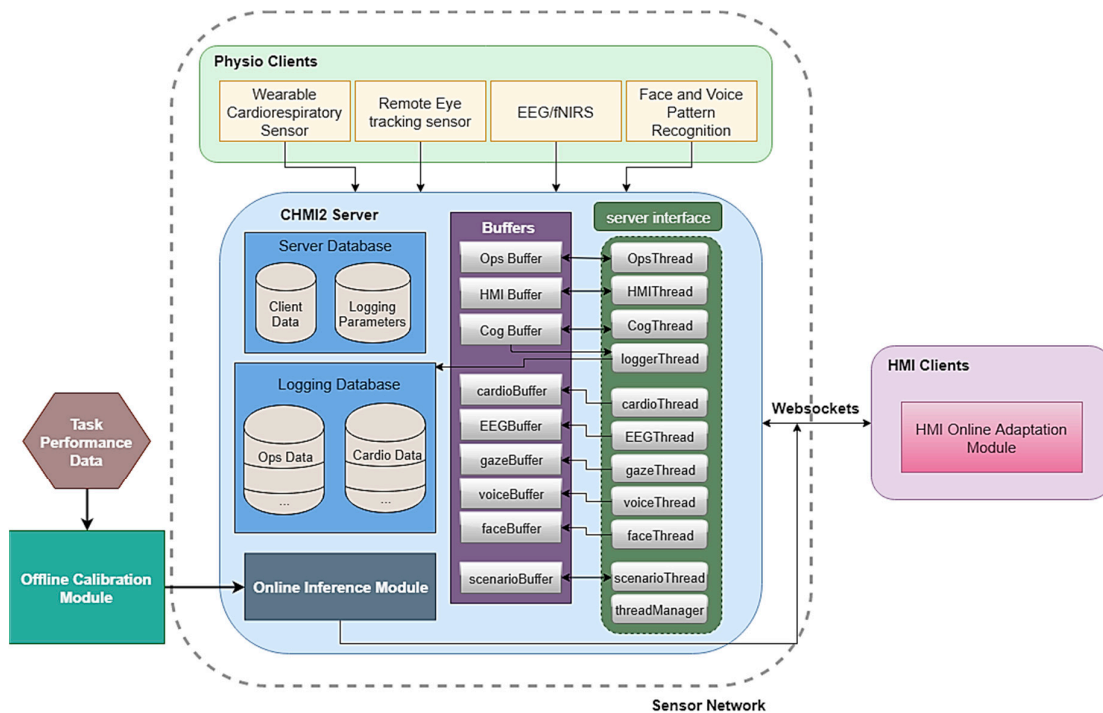 Physio Clients
Wearable
Cardiorespiratory
Sensor
Remote Eye
tracking sensor
EEG/fNIRS
Face and Voice
Pattern
Recognition
CHMI2 Server
Server Database
Client
Data
Logging
Parameters
Logging Database
Ops Data
...
Cardio Data
...
Online Inference Module
Buffers
Ops Buffer
HMI Buffer
Cog Buffer
cardioBuffer
EEGBuffer
gazeBuffer
voiceBuffer
faceBuffer
scenarioBuffer
server interface
OpsThread
HMIThread
CogThread
loggerThread
cardioThread
EEGThread
gazeThread
voiceThread
faceThread
scenarioThread
threadManager
Task
Performance
Data
Offline Calibration
Module
Websockets
HMI Clients
HMI Online Adaptation
Module
Sensor Network